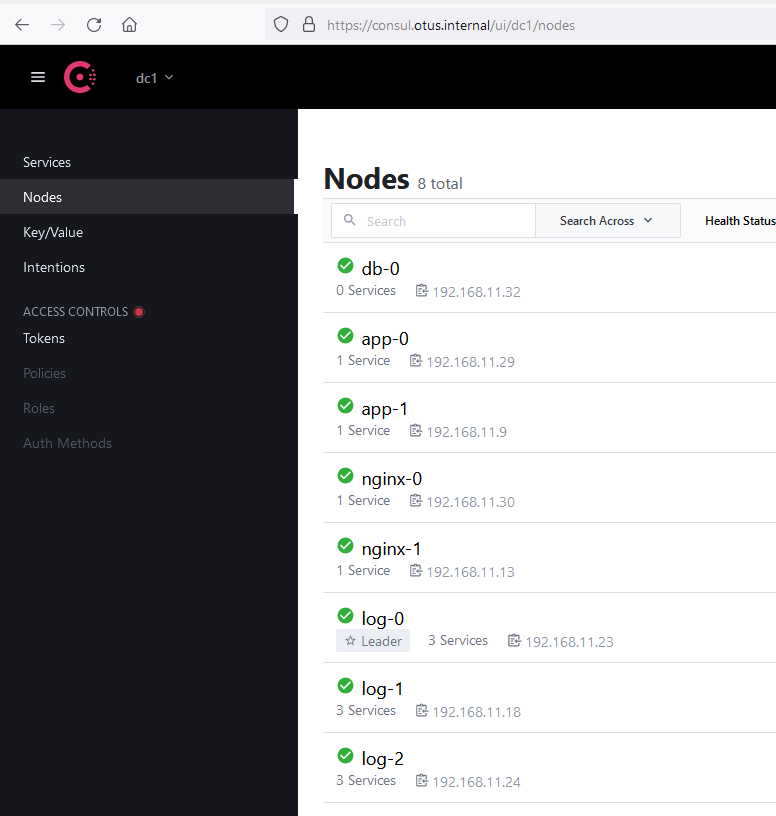 https://consul.otus.internal/ui/dc1/nodes
dc1
Services
Nodes
Key/Value
Intentions
ACCESS CONTROLS
Tokens
Policies
Roles
Auth Methods
Nodes 8 total
Search
Search Across
Health Status
db-0
0 Services 192.168.11.32
app-0
1 Service 192.168.11.29
app-1
1 Service 192.168.11.9
nginx-0
1 Service 192.168.11.30
nginx-1
1 Service 192.168.11.13
log-0
Leader 3 Services 192.168.11.23
log-1
3 Services 192.168.11.18
log-2
3 Services 192.168.11.24